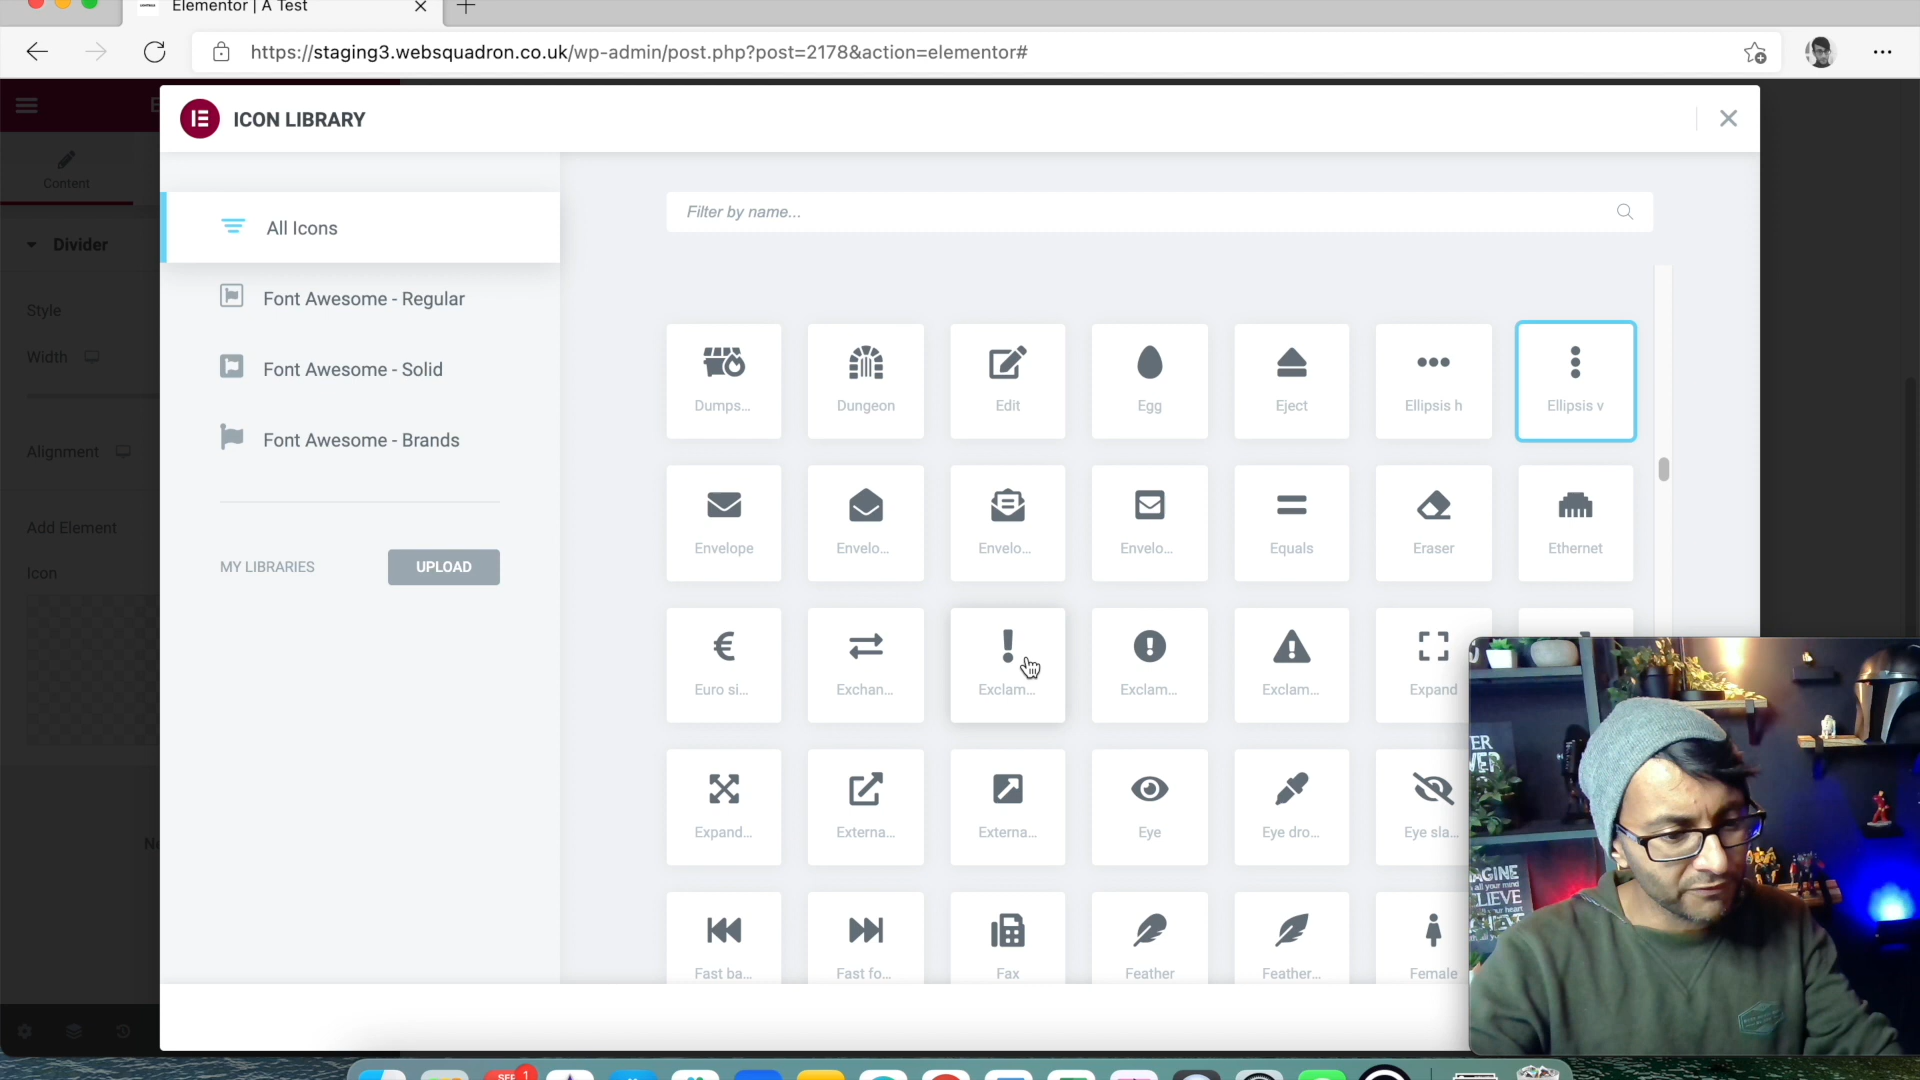 Elementor | A Test
https://staging3.websquadron.co.uk/wp-admin/post.php?post=2178&action=elementor#
ICON LIBRARY
Content
All Icons
Filter by name...
Divider
Font Awesome - Regular
Style
Width
Font Awesome - Solid
Dumps... Dungeon Edit Egg Eject Ellipsis h Ellipsis v
Font Awesome - Brands
Alignment
Add Element
Envelope Envelo... Envelo... Envelo... Equals Eraser Ethernet
Icon
MY LIBRARIES
UPLOAD
Euro si... Exchan... Exclam... Exclam... Exclam... Expand
Expand... Externa... Externa... Eye Eye dro... Eye sla...
Fast ba... Fast fo... Fax Feather Feather... Female
SEP 1